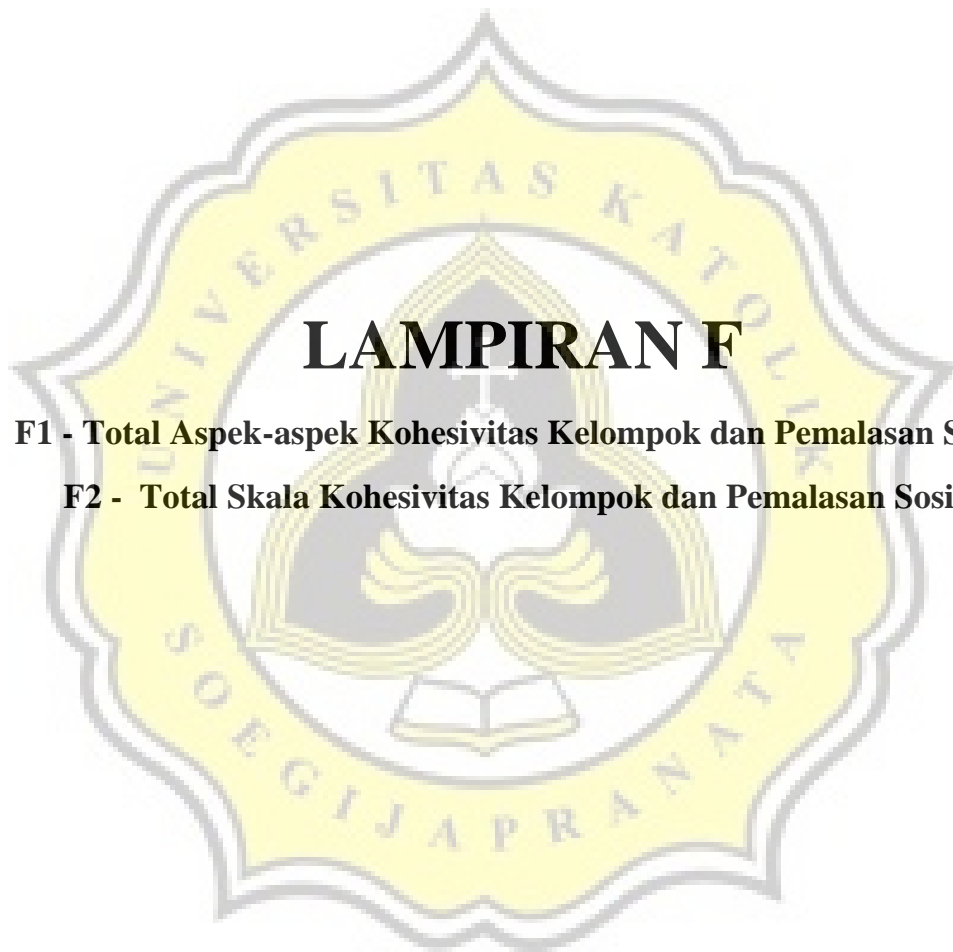 UNIVERSITAS KATOLIK
LAMPIRAN F
F1 - Total Aspek-aspek Kohesivitas Kelompok dan Pemalasan S
F2 - Total Skala Kohesivitas Kelompok dan Pemalasan Sosi
SOEGIJAPRANATA